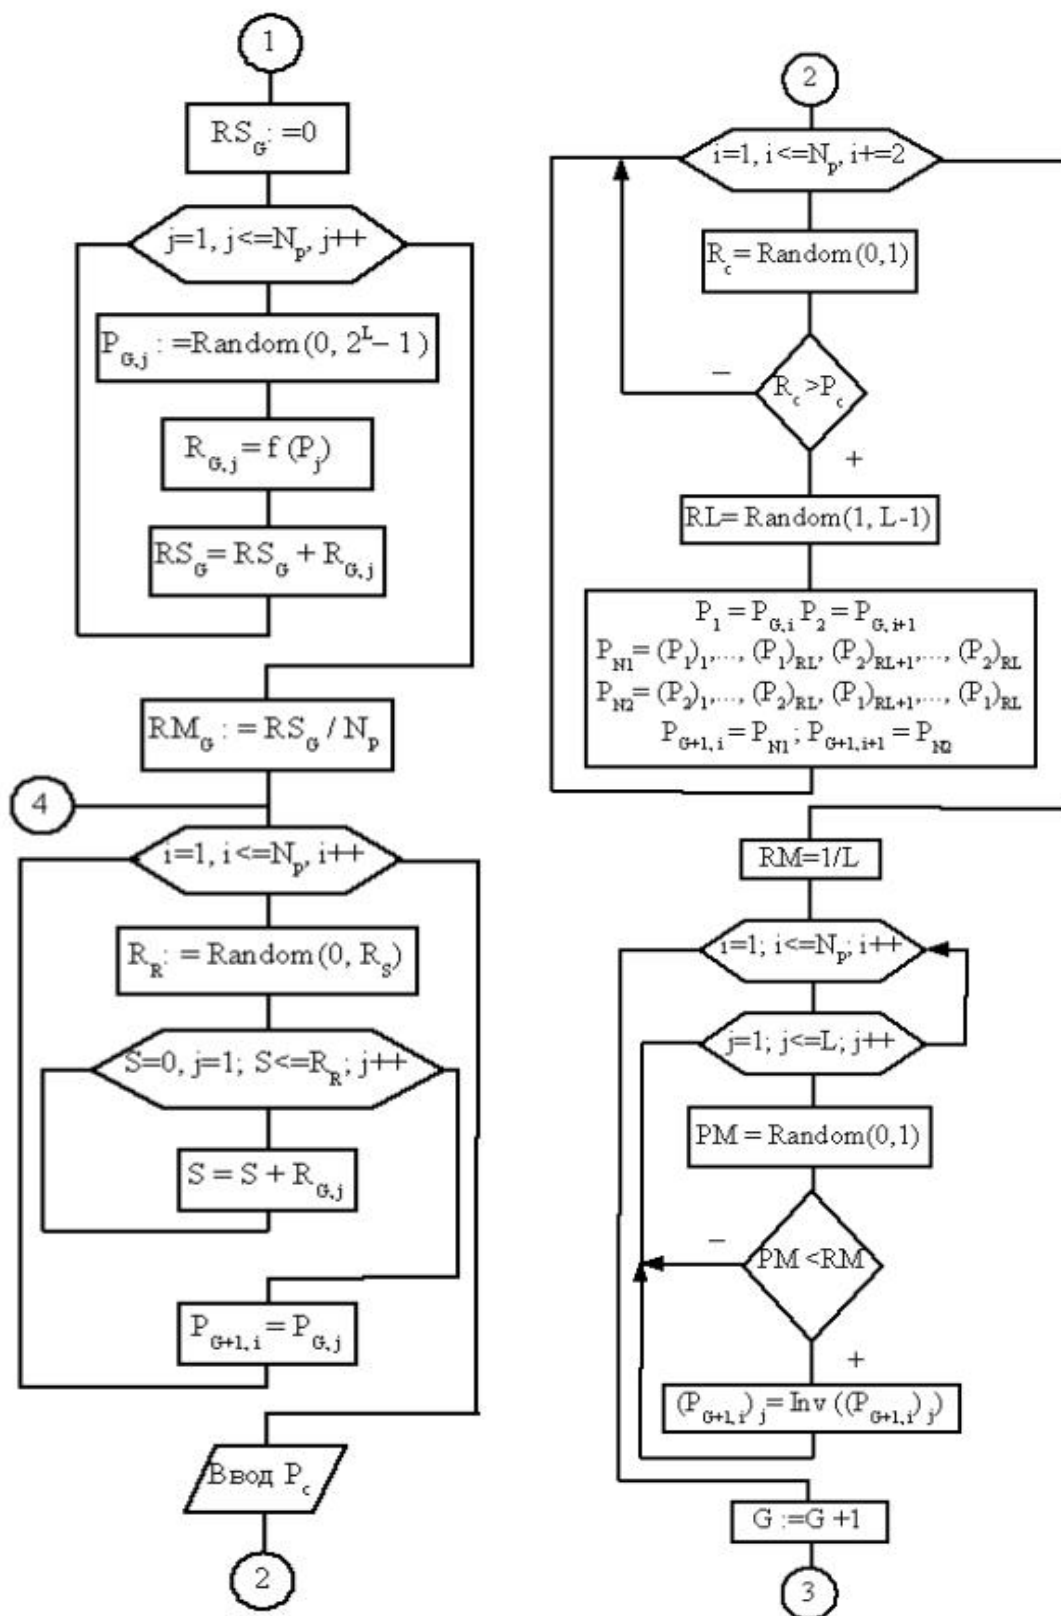 1
RS_G: =0
j=1, j<=N_p, j++
P_G,j : =Random(0, 2^L– 1)
R_G,j = f (P_j)
RS_G= RS_G + R_G,j
RM_G : = RS_G / N_p
4
i=1, i<=N_p, i++
R_R: = Random(0, R_S)
S=0, j=1; S<=R_R; j++
S = S + R_G,j
P_G+1,i = P_G,j
Ввод P_c
2
2
i=1, i<=N_p, i+=2
R_c= Random(0,1)
R_c >P_c
–
+
RL= Random(1, L-1)
P_1 = P_G,i P_2 = P_G,i+1
P_N1= (P_1)_1,..., (P_1)_RL, (P_2)_RL+1,..., (P_2)_RL
P_N2= (P_2)_1,..., (P_2)_RL, (P_1)_RL+1,..., (P_1)_RL
P_G+1,i = P_N1; P_G+1,i+1 = P_N2
RM=1/L
i=1; i<=N_p; i++
j=1; j<=L; j++
PM = Random(0,1)
PM <RM
–
+
(P_G+1,i)_j= Inv ((P_G+1,i)_j)
G :=G +1
3